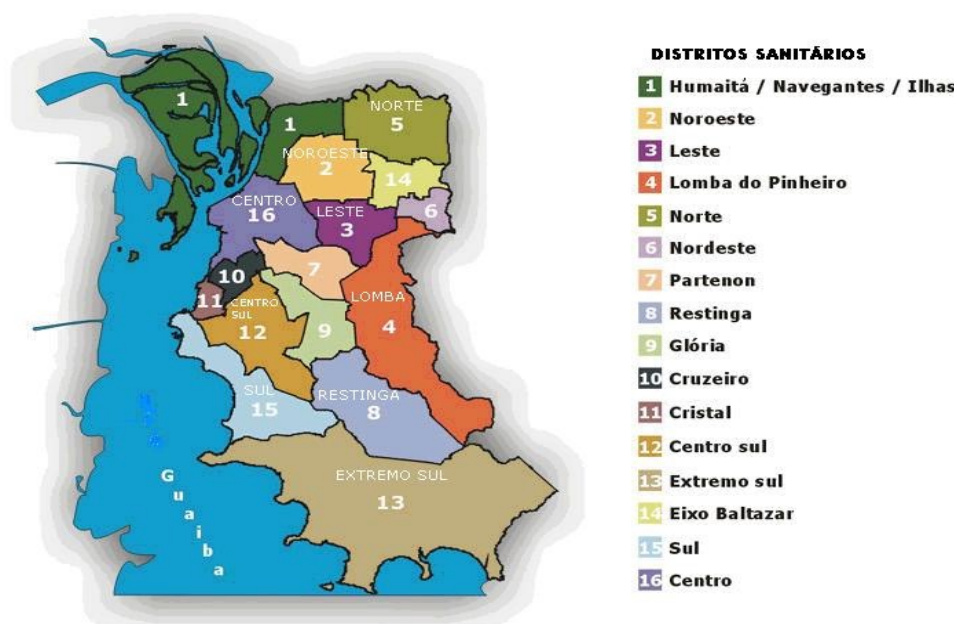 DISTRITOS SANITÁRIOS
1 Humaitá / Navegantes / Ilhas
2 Noroeste
3 Leste
4 Lomba do Pinheiro
5 Norte
6 Nordeste
7 Partenon
8 Restinga
9 Glória
10 Cruzeiro
11 Cristal
12 Centro sul
13 Extremo sul
14 Eixo Baltazar
15 Sul
16 Centro
1
NORTE
5
1
NOROESTE
2
14
CENTRO
16
LESTE
3
6
10
7
11
CENTRO
SUL
12
LOMBA
4
9
SUL
15
RESTINGA
8
EXTREMO SUL
13
Guaiba